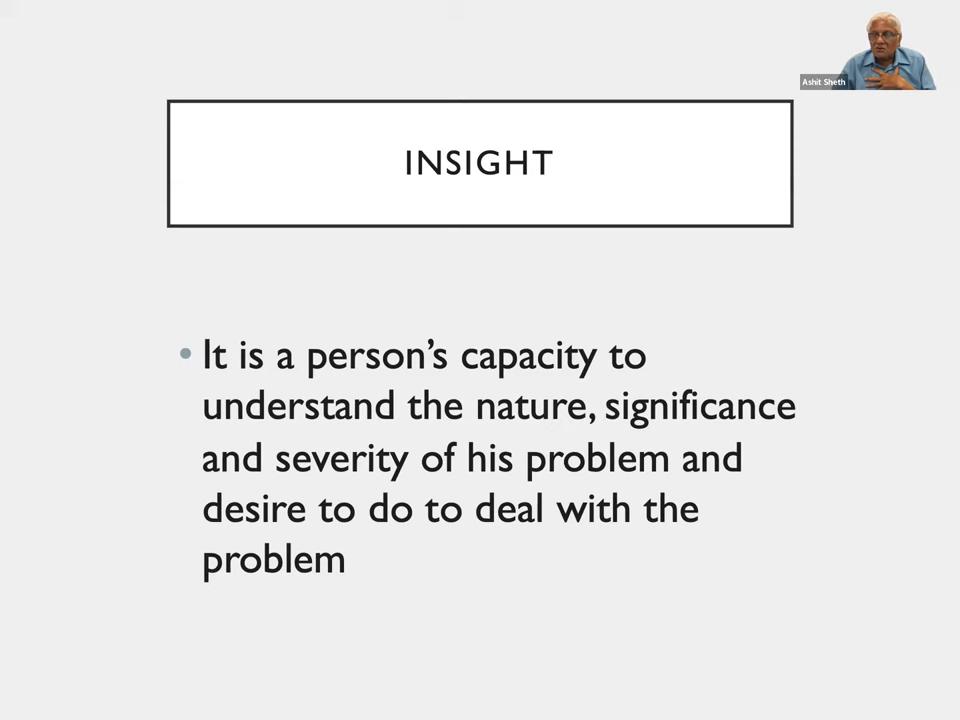 Ashit Sheth
INSIGHT
• It is a person's capacity to
understand the nature, significance
and severity of his problem and
desire to do to deal with the
problem